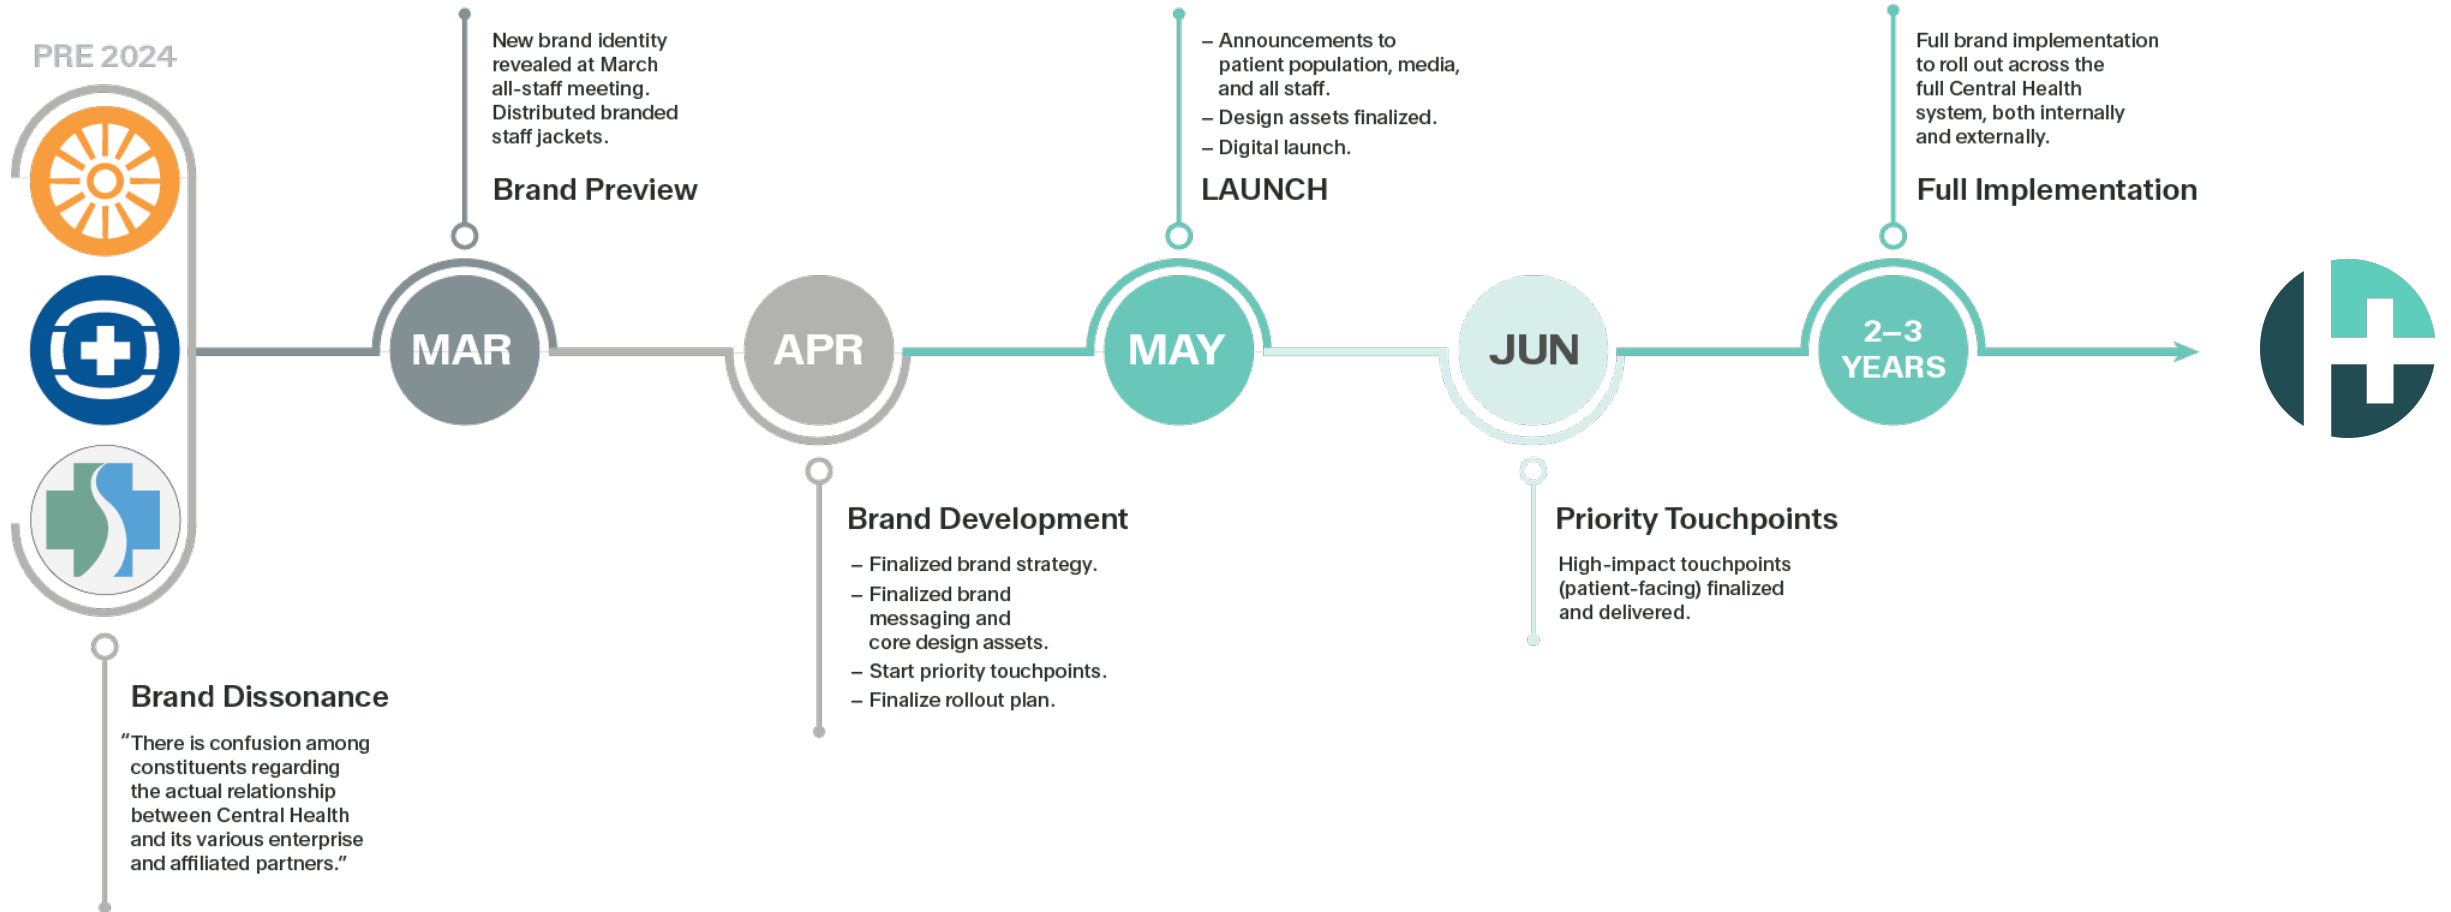 PRE 2024
Brand Dissonance
“There is confusion among
constituents regarding
the actual relationship
between Central Health
and its various enterprise
and affiliated partners.”
New brand identity
revealed at March
all-staff meeting.
Distributed branded
staff jackets.
Brand Preview
MAR
APR
Brand Development
– Finalized brand strategy.
– Finalized brand
messaging and
core design assets.
– Start priority touchpoints.
– Finalize rollout plan.
– Announcements to
patient population, media,
and all staff.
– Design assets finalized.
– Digital launch.
LAUNCH
MAY
JUN
Priority Touchpoints
High-impact touchpoints
(patient-facing) finalized
and delivered.
Full brand implementation
to roll out across the
full Central Health
system, both internally
and externally.
Full Implementation
2–3
YEARS